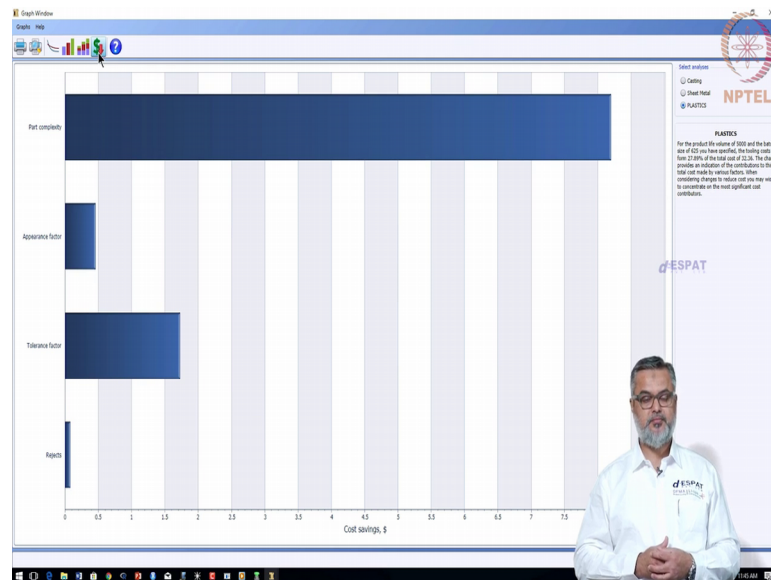 Graph Window
Graphs Help
Select analyses
Casting
Sheet Metal
PLASTICS
NPTEL
PLASTICS
For the product life volume of 5000 and the batch
size of 625 you have specified, the tooling costs
form 27.89% of the total cost of 32.36. The chart
provides an indication of the contributions to the
total cost made by various factors. When
considering changes to reduce cost you may wish
to concentrate on the most significant cost
contributors.
Part complexity
Appearance factor
Tolerance factor
Rejects
0 0.5 1 1.5 2 2.5 3 3.5 4 4.5 5 5.5 6 6.5 7 7.5
Cost savings, $
dESPAT
dESPAT
11:45 AM